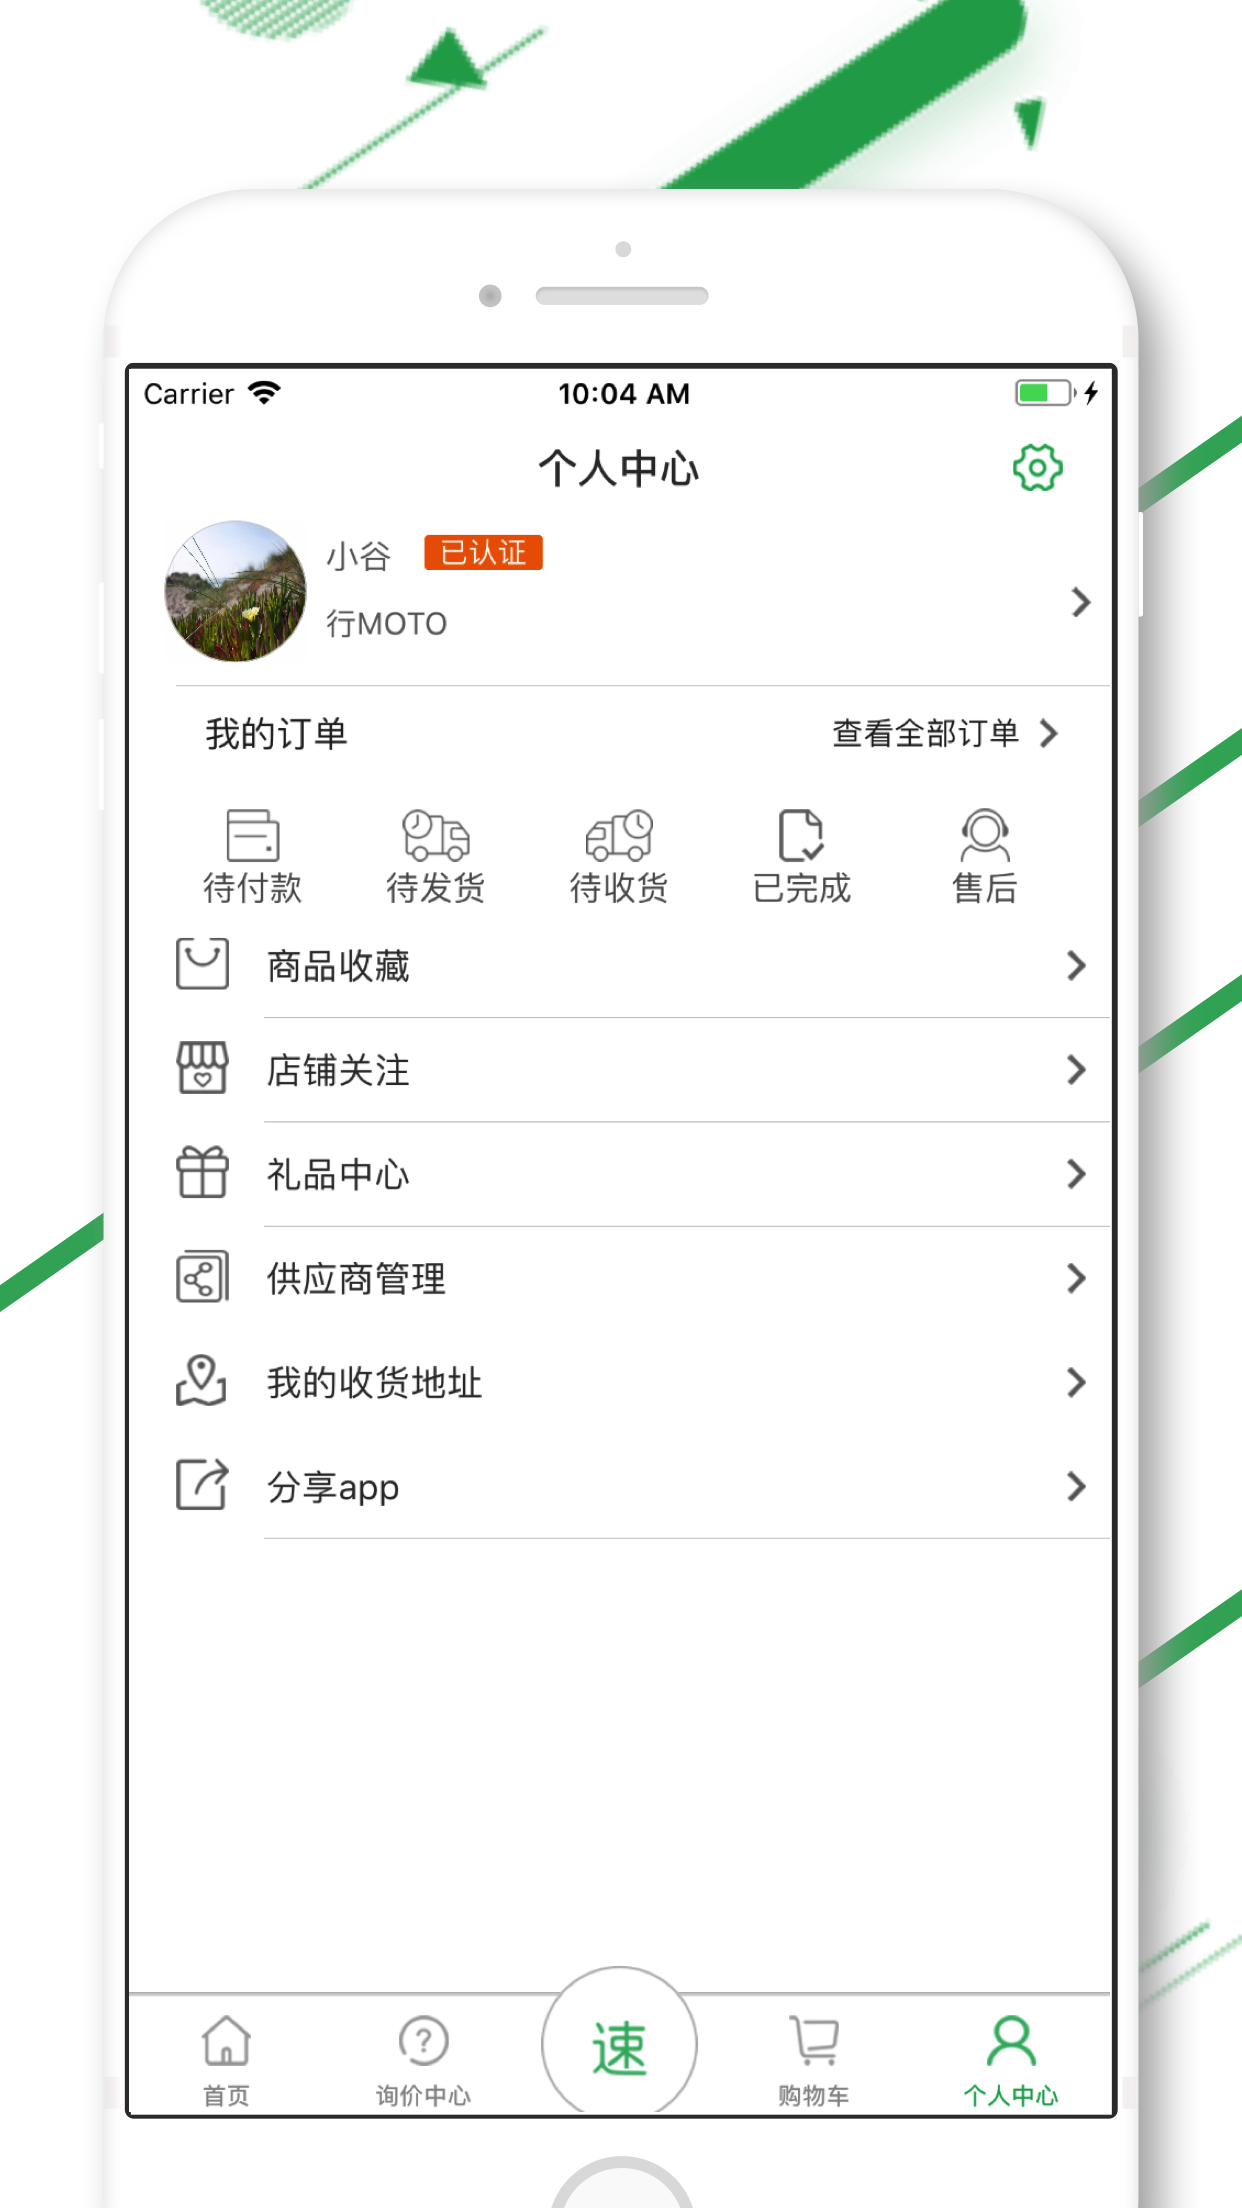 Carrier 10:04 AM
个人中心
小谷 已认证
行MOTO
我的订单 查看全部订单
待付款 待发货 待收货 已完成 售后
商品收藏
店铺关注
礼品中心
供应商管理
我的收货地址
分享app
速
首页 询价中心 购物车 个人中心